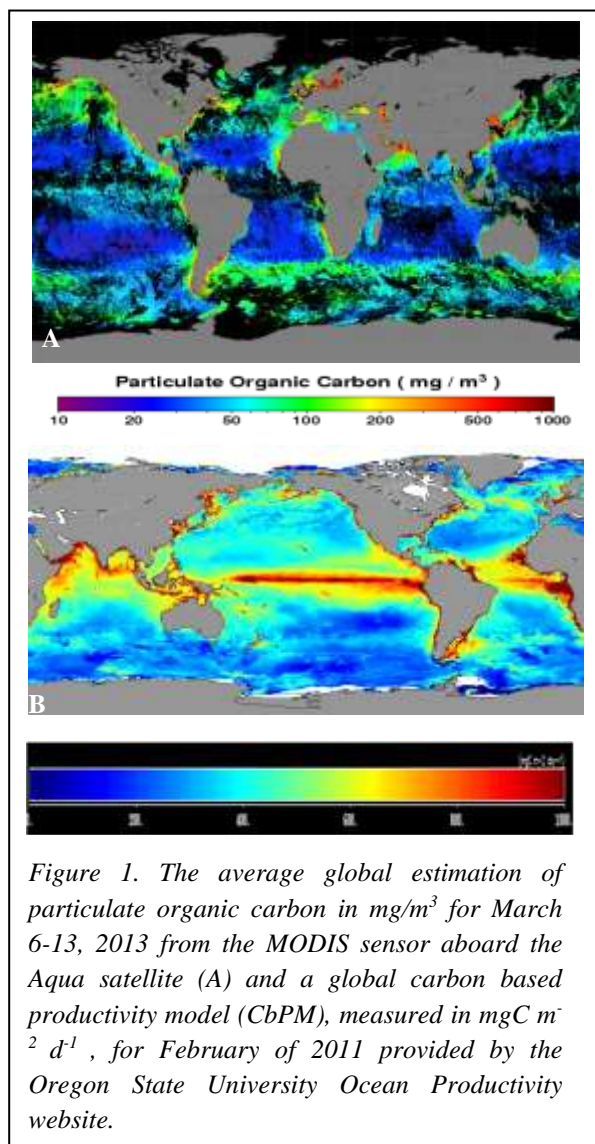 A
Particulate Organic Carbon ( mg / m³ )
10 20 50 100 200 500 1000
B
Figure 1. The average global estimation of
particulate organic carbon in mg/m³ for March
6-13, 2013 from the MODIS sensor aboard the
Aqua satellite (A) and a global carbon based
productivity model (CbPM), measured in mgC m⁻
² d⁻¹ , for February of 2011 provided by the
Oregon State University Ocean Productivity
website.